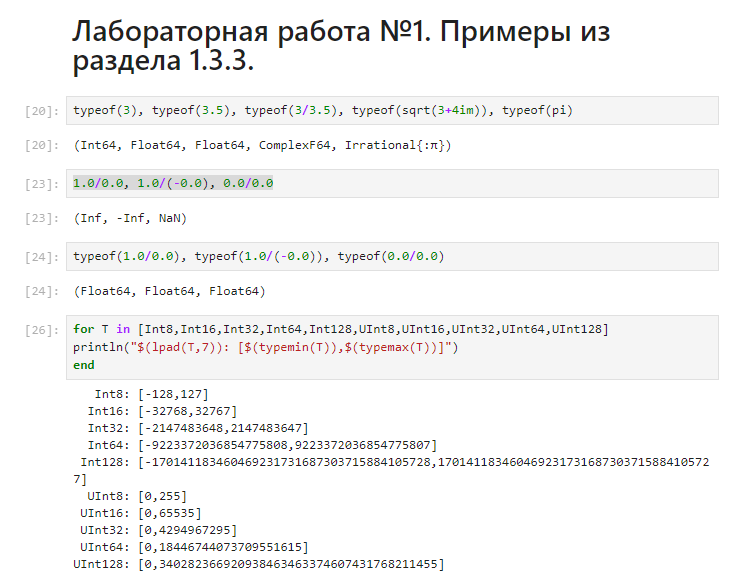 Лабораторная работа №1. Примеры из
раздела 1.3.3.
[20]: typeof(3), typeof(3.5), typeof(3/3.5), typeof(sqrt(3+4im)), typeof(pi)
[20]: (Int64, Float64, Float64, ComplexF64, Irrational{:π})
[23]: 1.0/0.0, 1.0/(-0.0), 0.0/0.0
[23]: (Inf, -Inf, NaN)
[24]: typeof(1.0/0.0), typeof(1.0/(-0.0)), typeof(0.0/0.0)
[24]: (Float64, Float64, Float64)
[26]: for T in [Int8,Int16,Int32,Int64,Int128,UInt8,UInt16,UInt32,UInt64,UInt128]
println("$(lpad(T,7)): [$(typemin(T)),$(typemax(T))]")
end
Int8: [-128,127]
Int16: [-32768,32767]
Int32: [-2147483648,2147483647]
Int64: [-9223372036854775808,9223372036854775807]
Int128: [-170141183460469231731687303715884105728,17014118346046923173168730371588410572
7]
UInt8: [0,255]
UInt16: [0,65535]
UInt32: [0,4294967295]
UInt64: [0,18446744073709551615]
UInt128: [0,340282366920938463463374607431768211455]